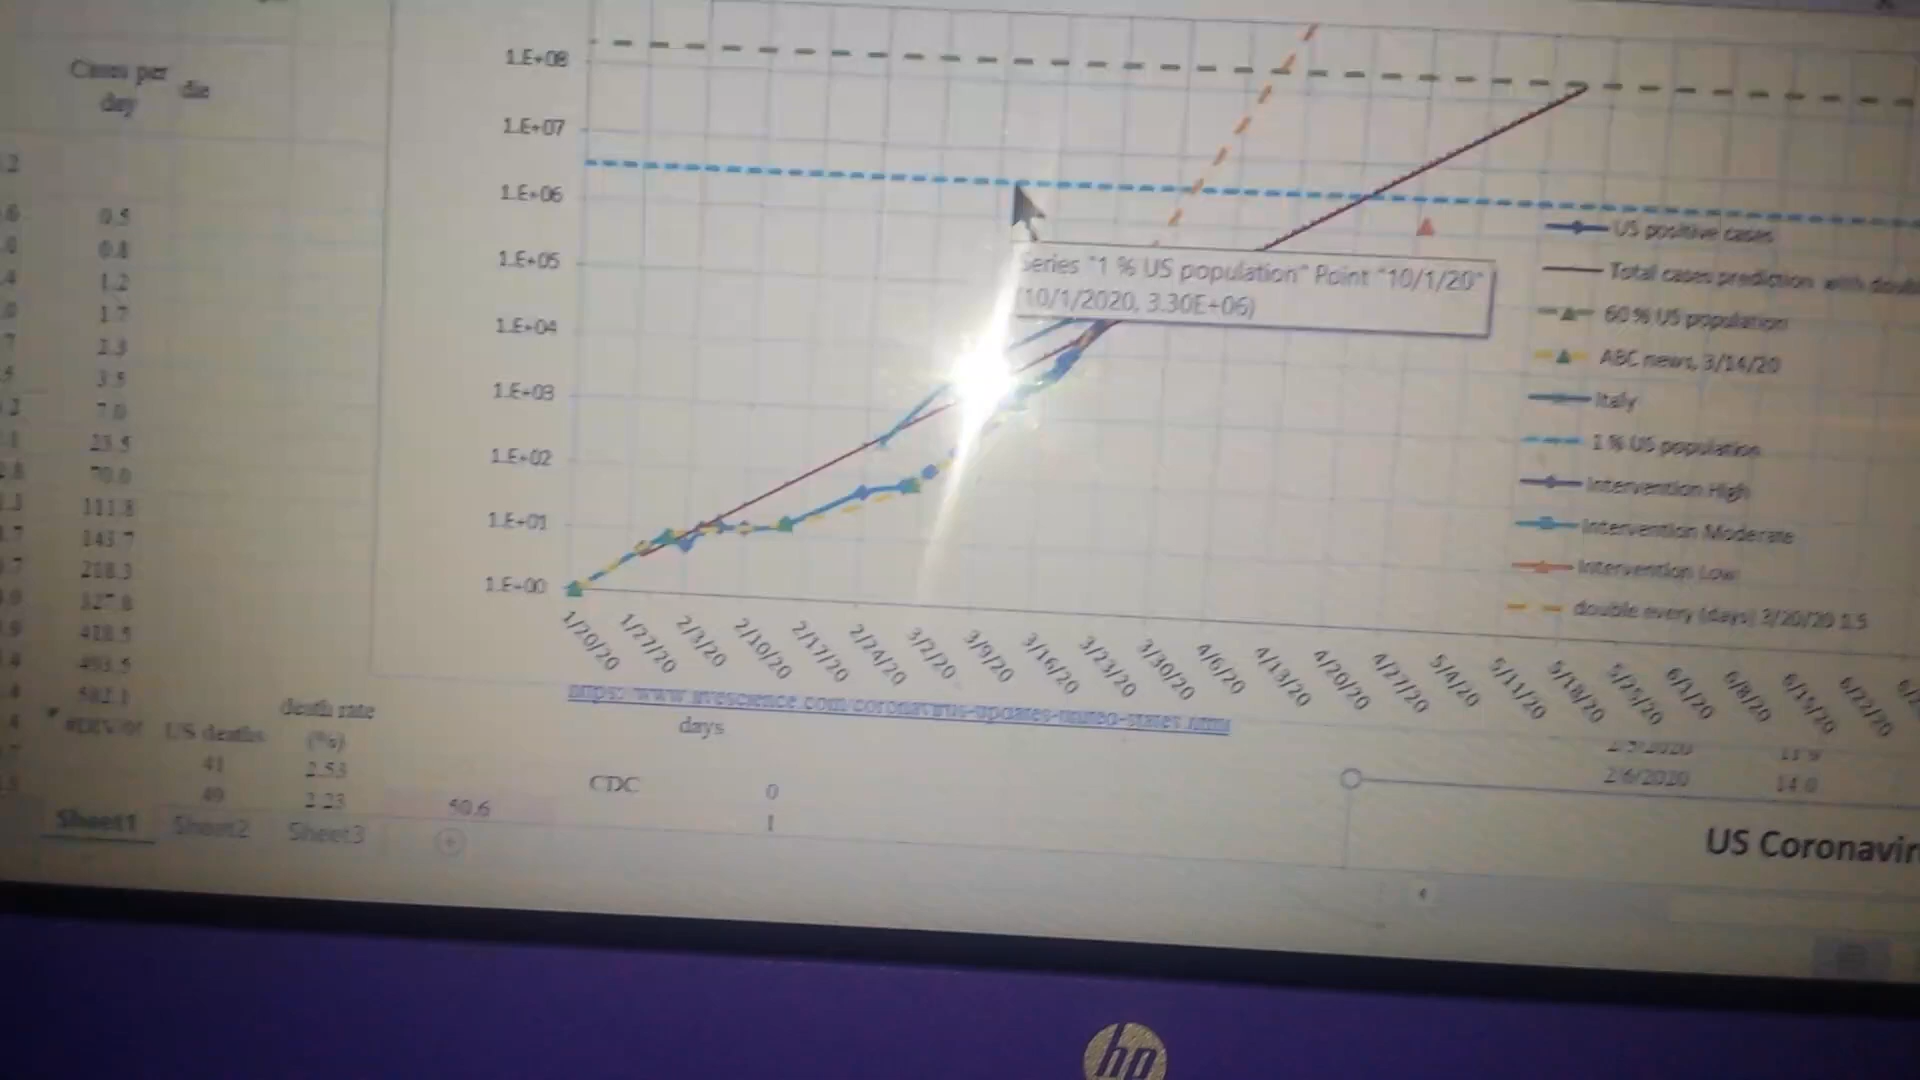 Cases per
day
die
0.5
0.8
1.2
1.7
2.3
3.5
7.0
23.5
70.0
111.8
143.7
218.3
327.8
418.5
493.5
582.1
US deaths
death rate
(%)
41
2.53
49
2.23
50.6
Sheet1
Sheet2
Sheet3
1.E+08
1.E+07
1.E+06
1.E+05
1.E+04
1.E+03
1.E+02
1.E+01
1.E+00
Series "1 % US population" Point "10/1/20"
(10/1/2020, 3.30E+06)
US positive cases
Total cases prediction with
60 % US population
ABC news, 3/14/20
Italy
1 % US population
Intervention High
Intervention Moderate
Intervention Low
double every (days) 3/20/20 1.5
1/20/20
1/27/20
2/3/20
2/10/20
2/17/20
2/24/20
3/2/20
3/9/20
3/16/20
3/23/20
3/30/20
4/6/20
4/13/20
4/20/20
4/27/20
5/4/20
5/11/20
5/18/20
5/25/20
6/1/20
6/8/20
6/15/20
6/22/20
https://www.livescience.com/coronavirus-updates-united-states.html
days
CDC
0
1
2/6/2020
14.0
US Coronavir
hp